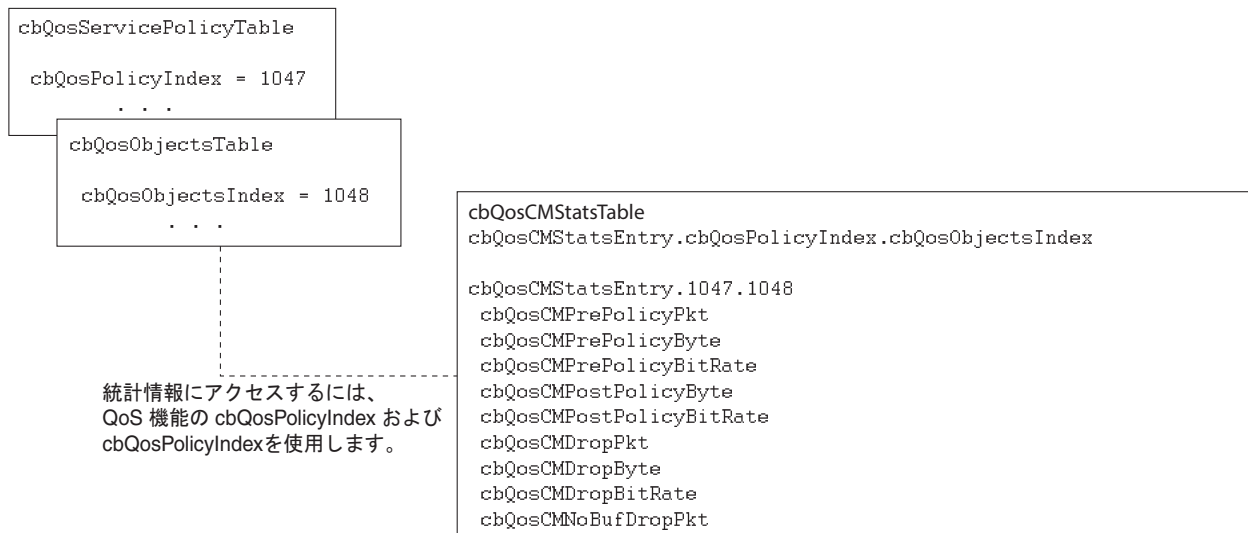 cbQosServicePolicyTable
cbQosPolicyIndex = 1047
. . .
cbQosObjectsTable
cbQosObjectsIndex = 1048
. . .
統計情報にアクセスするには、
QoS 機能の cbQosPolicyIndex および
cbQosPolicyIndexを使用します。
cbQosCMStatsTable
cbQosCMStatsEntry.cbQosPolicyIndex.cbQosObjectsIndex
cbQosCMStatsEntry.1047.1048
cbQosCMPrePolicyPkt
cbQosCMPrePolicyByte
cbQosCMPrePolicyBitRate
cbQosCMPostPolicyByte
cbQosCMPostPolicyBitRate
cbQosCMDropPkt
cbQosCMDropByte
cbQosCMDropBitRate
cbQosCMNoBufDropPkt